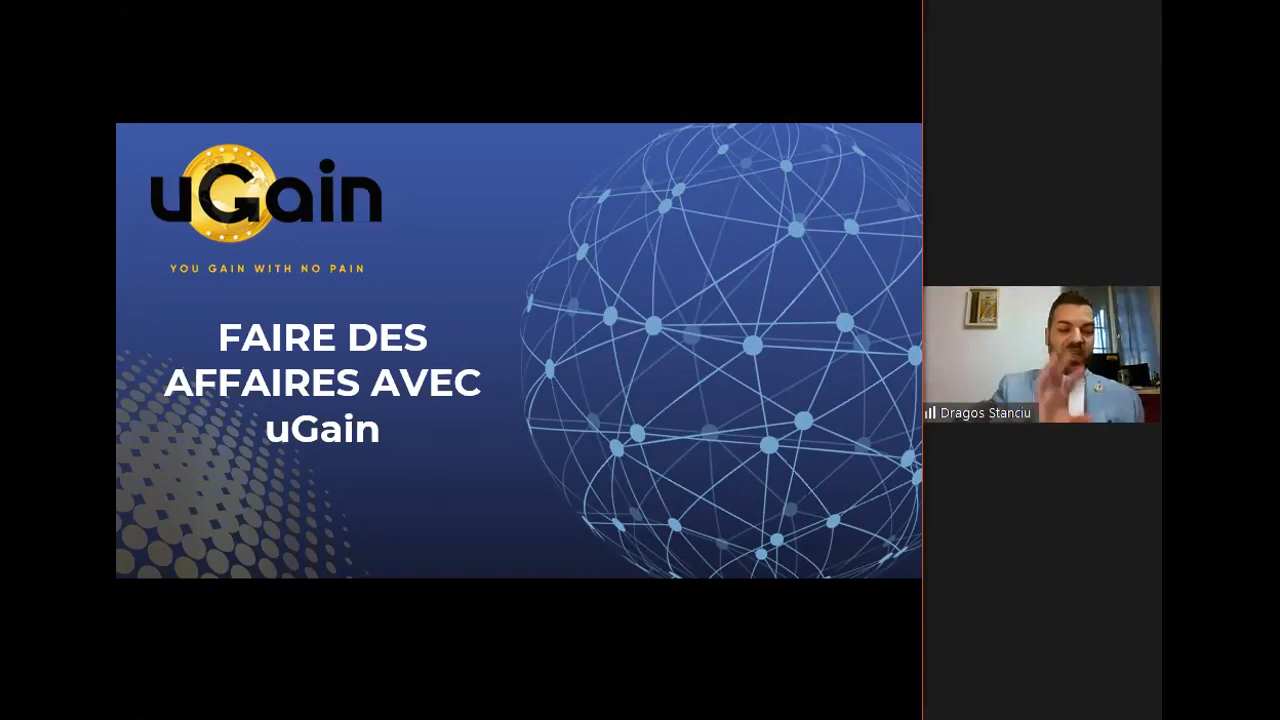 uGain
YOU GAIN WITH NO PAIN
FAIRE DES
AFFAIRES AVEC
uGain
Dragos Stanciu